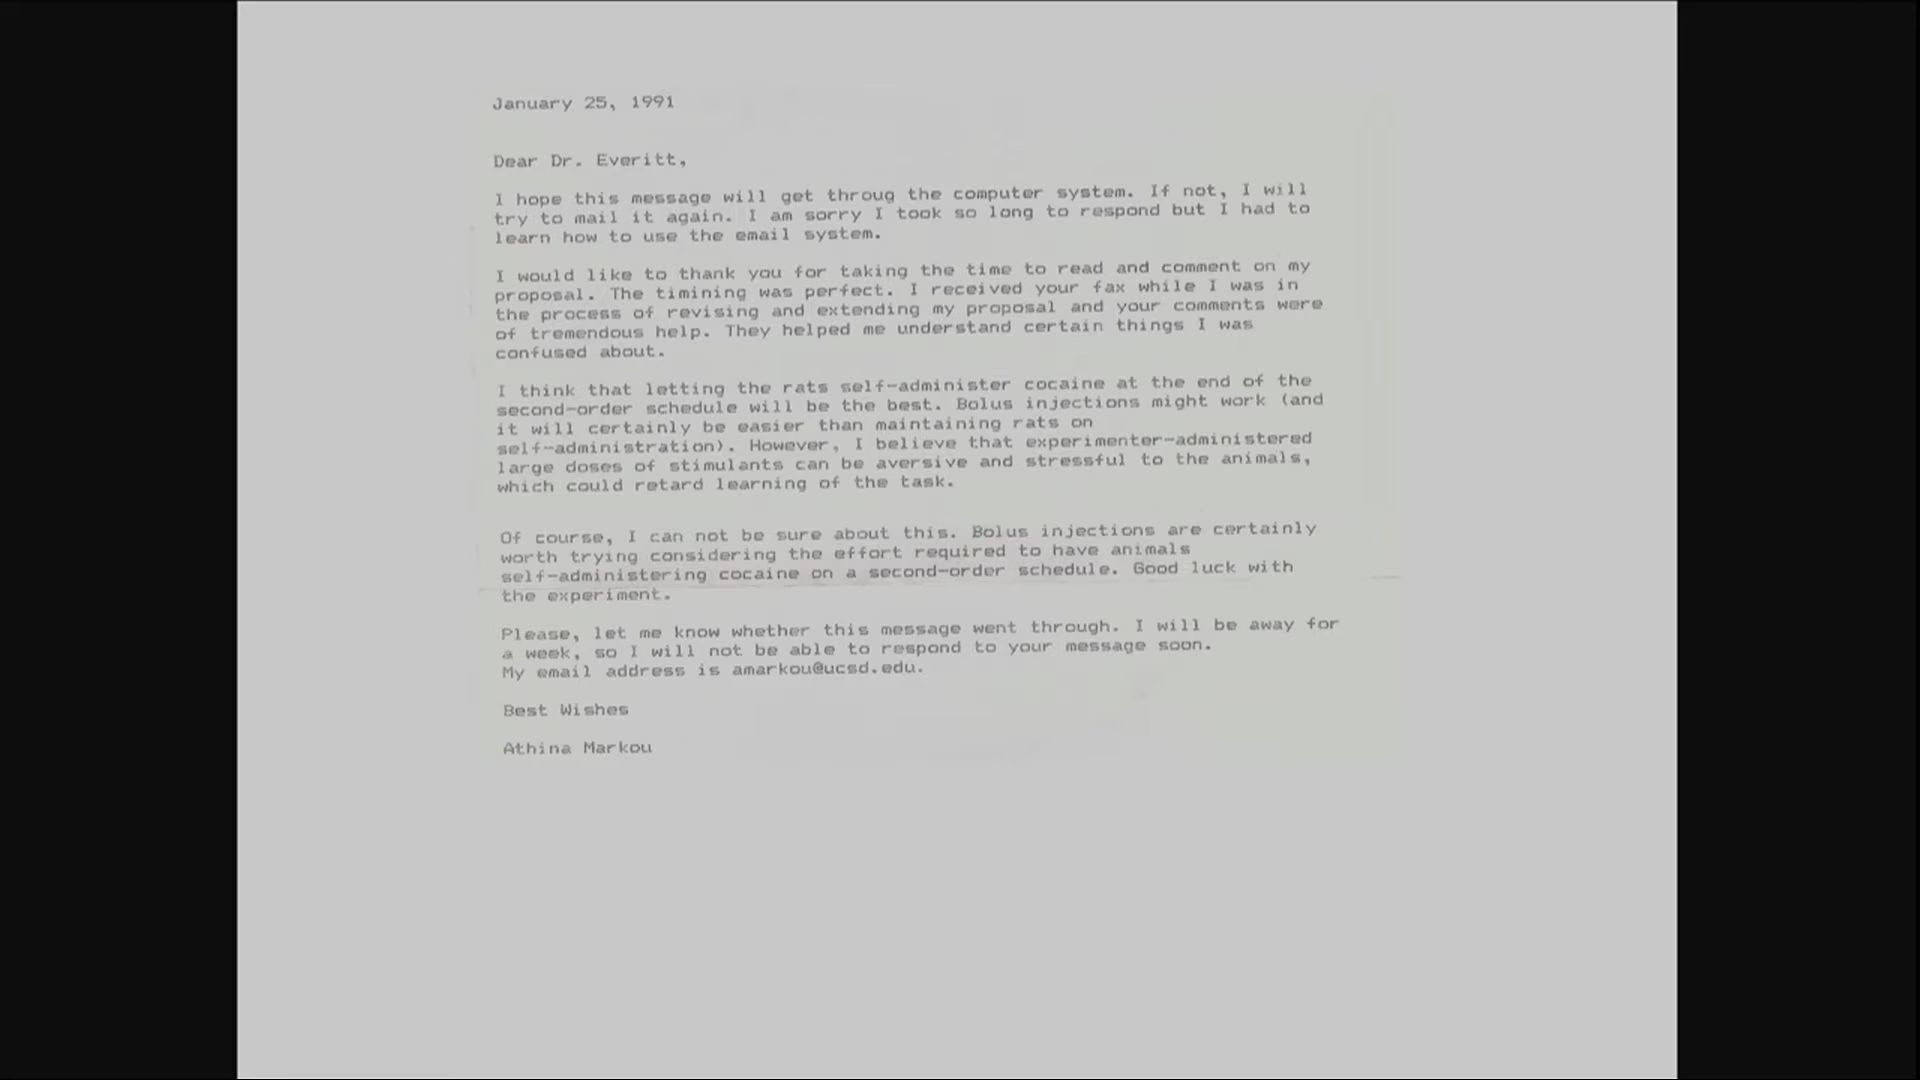 January 25, 1991
Dear Dr. Everitt,
I hope this message will get throug the computer system. If not, I will
try to mail it again. I am sorry I took so long to respond but I had to
learn how to use the email system.
I would like to thank you for taking the time to read and comment on my
proposal. The timining was perfect. I received your fax while I was in
the process of revising and extending my proposal and your comments were
of tremendous help. They helped me understand certain things I was
confused about.
I think that letting the rats self-administer cocaine at the end of the
second-order schedule will be the best. Bolus injections might work (and
it will certainly be easier than maintaining rats on
self-administration). However, I believe that experimenter-administered
large doses of stimulants can be aversive and stressful to the animals,
which could retard learning of the task.
Of course, I can not be sure about this. Bolus injections are certainly
worth trying considering the effort required to have animals
self-administering cocaine on a second-order schedule. Good luck with
the experiment.
Please, let me know whether this message went through. I will be away for
a week, so I will not be able to respond to your message soon.
My email address is amarkou@ucsd.edu.
Best Wishes
Athina Markou